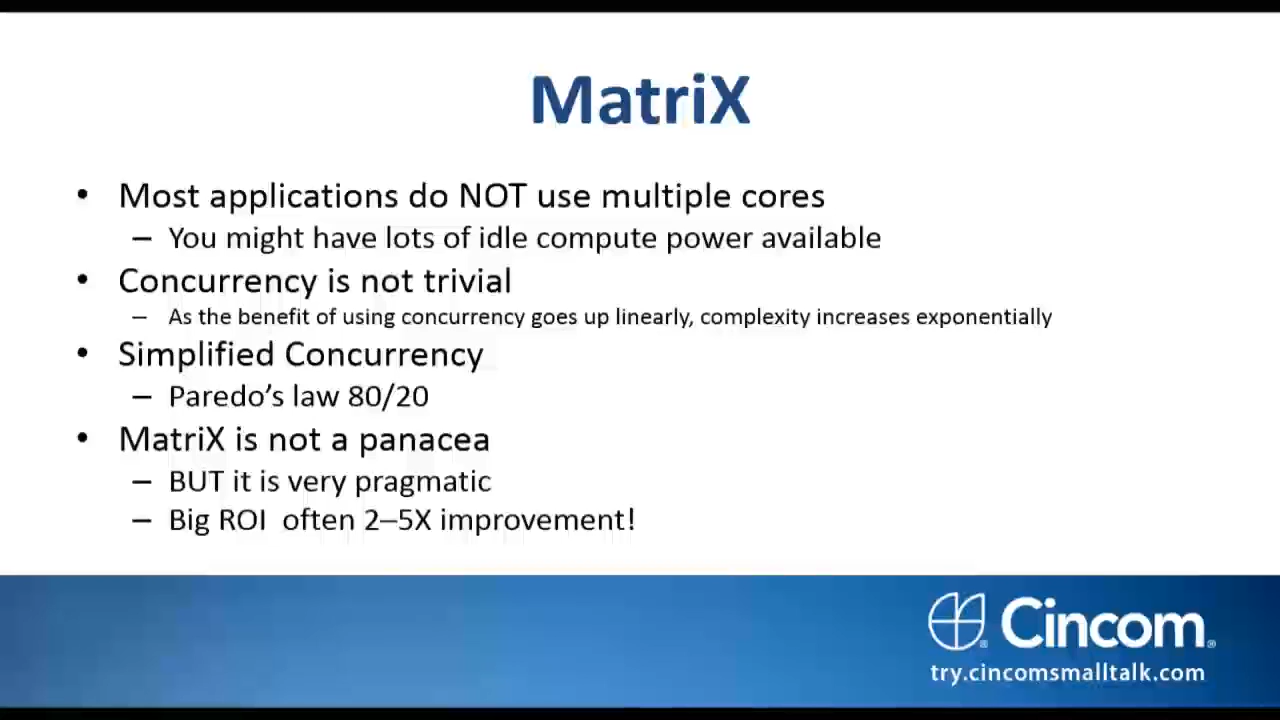 MatriX
• Most applications do NOT use multiple cores
– You might have lots of idle compute power available
• Concurrency is not trivial
– As the benefit of using concurrency goes up linearly, complexity increases exponentially
• Simplified Concurrency
– Paredo's law 80/20
• MatriX is not a panacea
– BUT it is very pragmatic
– Big ROI  often 2–5X improvement!
Cincom®
try.cincomsmalltalk.com